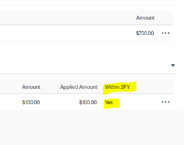 Amount
$700.00 ...
Amount Applied Amount Within 2FY
$100.00 $100.00 Yes ...